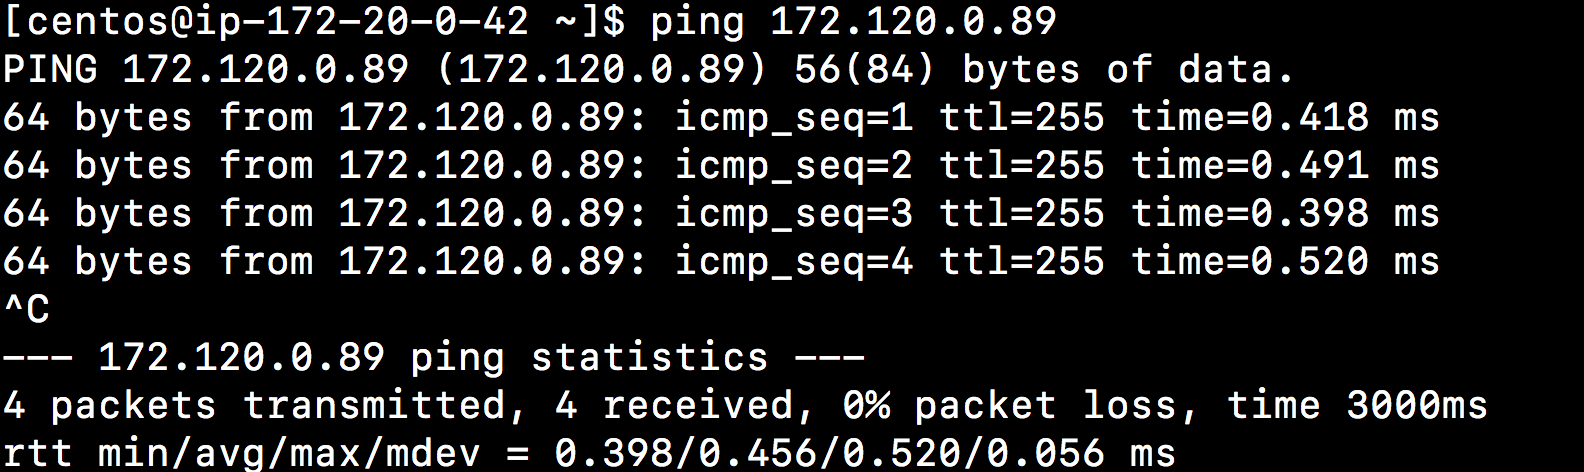 [centos@ip-172-20-0-42 ~]$ ping 172.120.0.89
PING 172.120.0.89 (172.120.0.89) 56(84) bytes of data.
64 bytes from 172.120.0.89: icmp_seq=1 ttl=255 time=0.418 ms
64 bytes from 172.120.0.89: icmp_seq=2 ttl=255 time=0.491 ms
64 bytes from 172.120.0.89: icmp_seq=3 ttl=255 time=0.398 ms
64 bytes from 172.120.0.89: icmp_seq=4 ttl=255 time=0.520 ms
^C
--- 172.120.0.89 ping statistics ---
4 packets transmitted, 4 received, 0% packet loss, time 3000ms
rtt min/avg/max/mdev = 0.398/0.456/0.520/0.056 ms